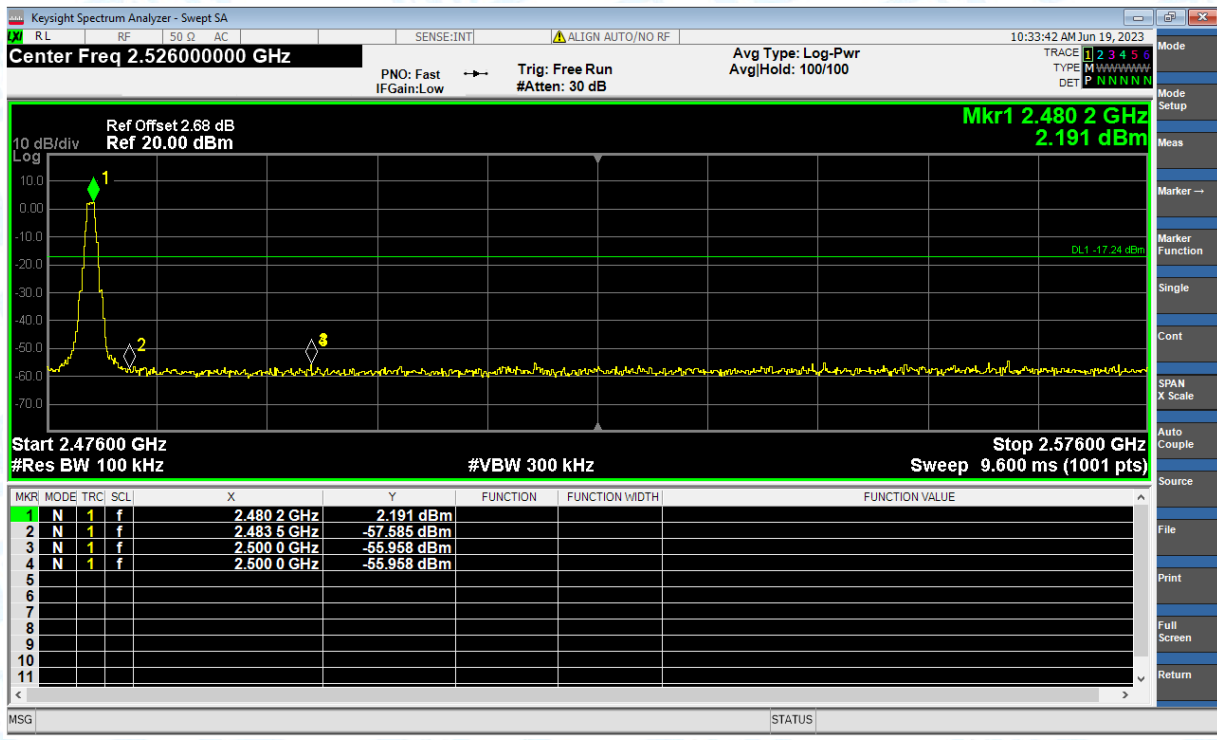 Keysight Spectrum Analyzer - Swept SA
LXI RL RF 50 Ω AC SENSE:INT ALIGN AUTO/NO RF 10:33:42 AM Jun 19, 2023
Center Freq 2.526000000 GHz
PNO: Fast
IFGain:Low
Trig: Free Run
#Atten: 30 dB
Avg Type: Log-Pwr
Avg|Hold: 100/100
TRACE 1 2 3 4 5 6
TYPE M WWWWW
DET P N N N N N
Ref Offset 2.68 dB
Ref 20.00 dBm
10 dB/div
Log
Mkr1 2.480 2 GHz
2.191 dBm
10.0
0.00
-10.0
-20.0
-30.0
-40.0
-50.0
-60.0
-70.0
1
2
DL1 -17.24 dBm
Start 2.47600 GHz
Stop 2.57600 GHz
#Res BW 100 kHz
#VBW 300 kHz
Sweep 9.600 ms (1001 pts)
MKR MODE TRC SCL X Y FUNCTION FUNCTION WIDTH FUNCTION VALUE
1 N 1 f 2.480 2 GHz 2.191 dBm
2 N 1 f 2.483 5 GHz -57.585 dBm
3 N 1 f 2.500 0 GHz -55.958 dBm
4 N 1 f 2.500 0 GHz -55.958 dBm
5
6
7
8
9
10
11
MSG
STATUS
Mode
Mode
Setup
Meas
Marker →
Marker
Function
Single
Cont
SPAN
X Scale
Auto
Couple
Source
File
Print
Full
Screen
Return